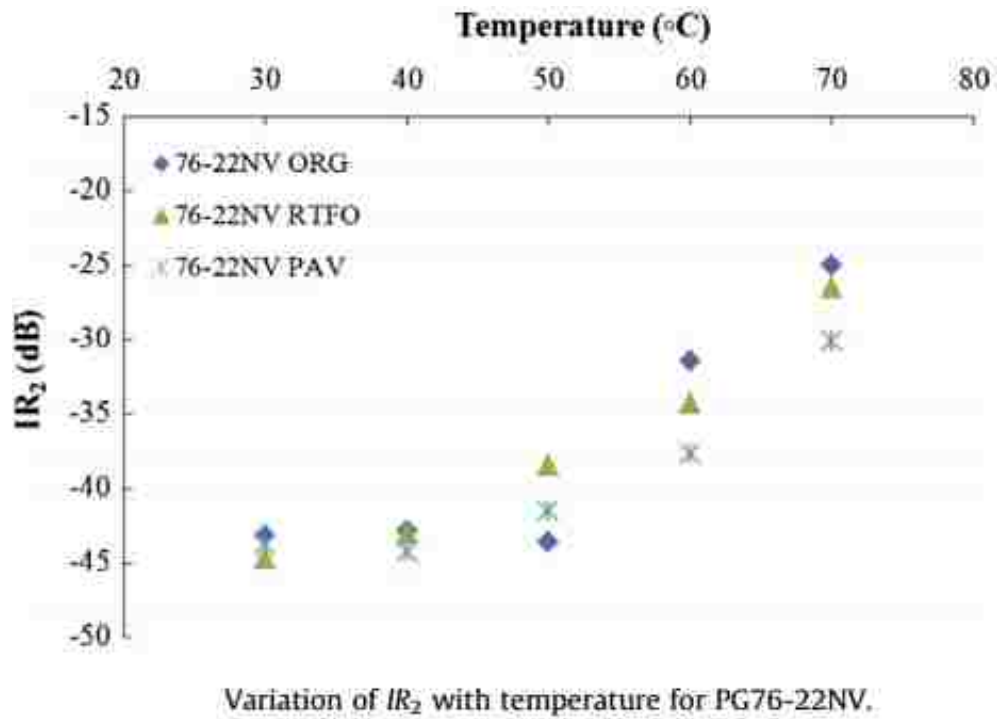 Temperature (°C)
20 30 40 50 60 70 80
-15
76-22NV ORG
-20
76-22NV RTFO
-25
76-22NV PAV
-30
IR₂ (dB)
-35
-40
-45
-50
Variation of IR₂ with temperature for PG76-22NV.